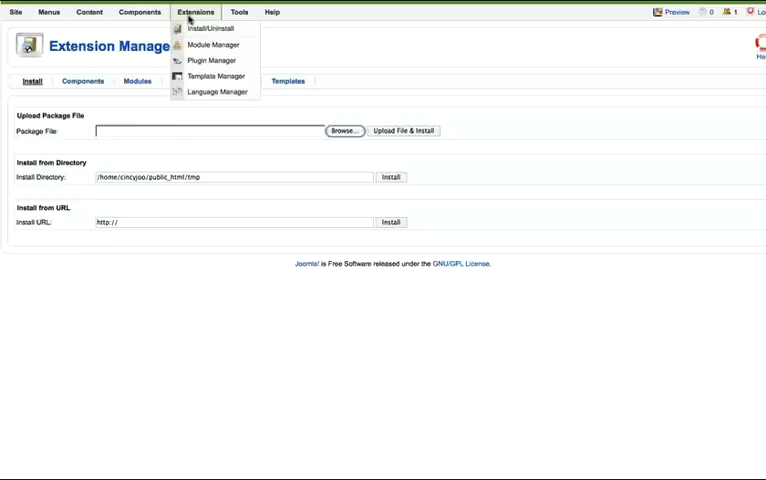 Site Menus Content Components Extensions Tools Help Preview 0 1
Install/Uninstall
Module Manager
Extension Manage
Plugin Manager
Template Manager
Language Manager
Install Components Modules Templates
Upload Package File
Package File: Browse... Upload File & Install
Install from Directory
Install Directory: /home/cincyjoo/public_html/tmp Install
Install from URL
Install URL: http:// Install
Joomla! is Free Software released under the GNU/GPL License.